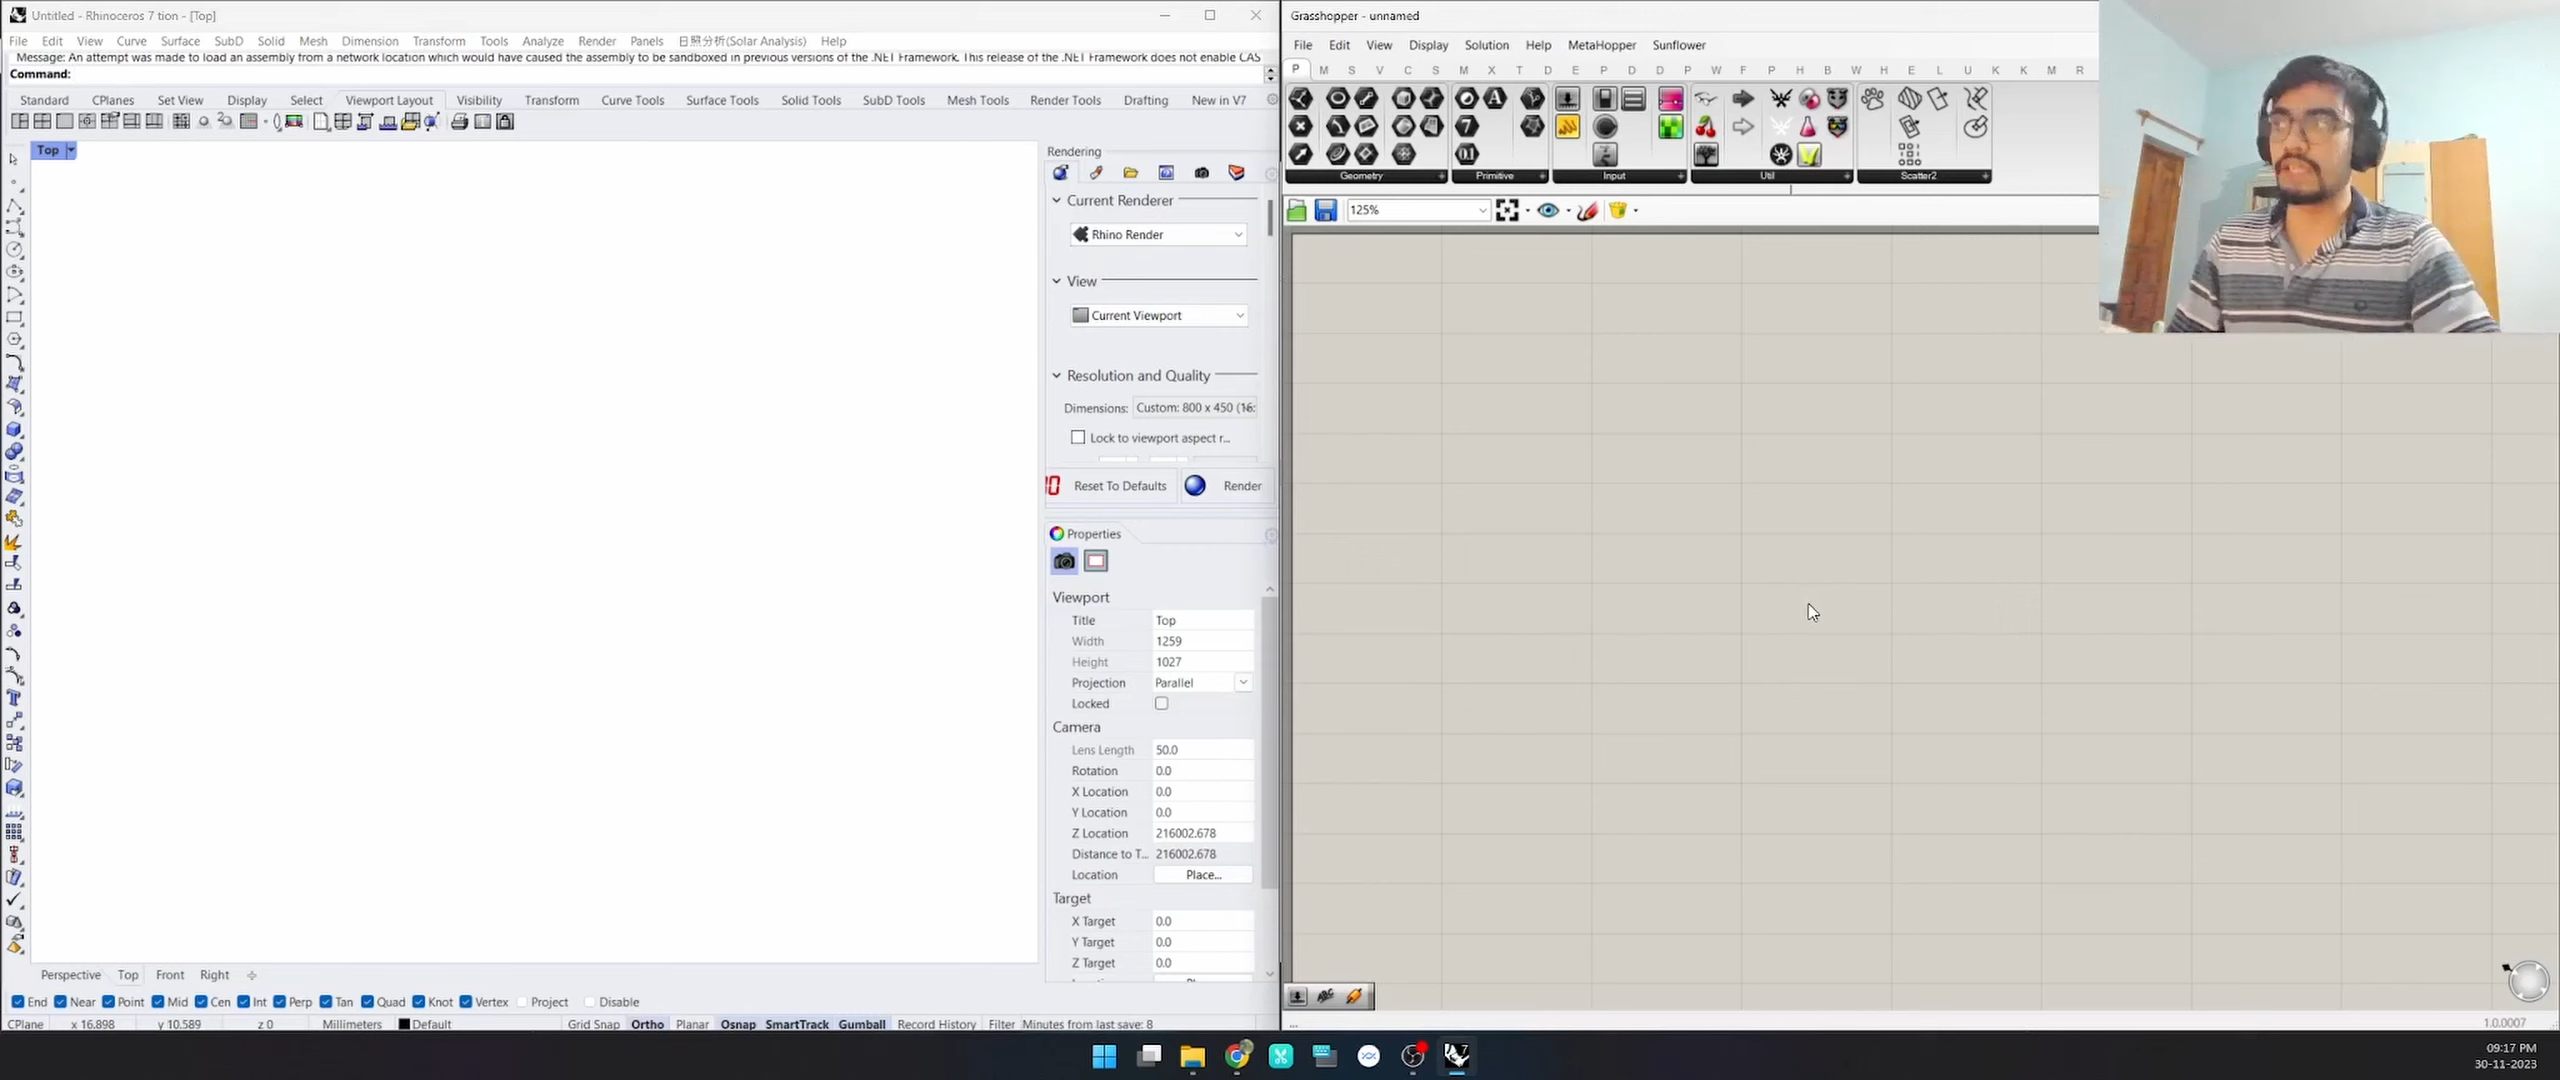 Untitled - Rhinoceros 7 tion - [Top]
File Edit View Curve Surface SubD Solid Mesh Dimension Transform Tools Analyze Render Panels 日照分析(Solar Analysis) Help
Message: An attempt was made to load an assembly from a network location which would have caused the assembly to be sandboxed in previous versions of the .NET Framework. This release of the .NET Framework does not enable CAS
Command:
Standard CPlanes Set View Display Select Viewport Layout Visibility Transform Curve Tools Surface Tools Solid Tools SubD Tools Mesh Tools Render Tools Drafting New in V7
Top
Rendering
Current Renderer
Rhino Render
View
Current Viewport
Resolution and Quality
Dimensions: Custom: 800 x 450 (16:
Lock to viewport aspect r...
Reset To Defaults Render
Properties
Viewport
Title Top
Width 1259
Height 1027
Projection Parallel
Locked
Camera
Lens Length 50.0
Rotation 0.0
X Location 0.0
Y Location 0.0
Z Location 216002.678
Distance to T... 216002.678
Location Place...
Target
X Target 0.0
Y Target 0.0
Z Target 0.0
Perspective Top Front Right
End Near Point Mid Cen Int Perp Tan Quad Knot Vertex Project Disable
CPlane x 16.898 y 10.589 z 0 Millimeters Default Grid Snap Ortho Planar Osnap SmartTrack Gumball Record History Filter Minutes from last save: 8
Grasshopper - unnamed
File Edit View Display Solution Help MetaHopper Sunflower
P M S V C S M X T D E P D D P W F P H B W H E L U K K M R
Geometry Primitive Input Util Scatter2
125%
1.0.0007
09:17 PM
30-11-2023